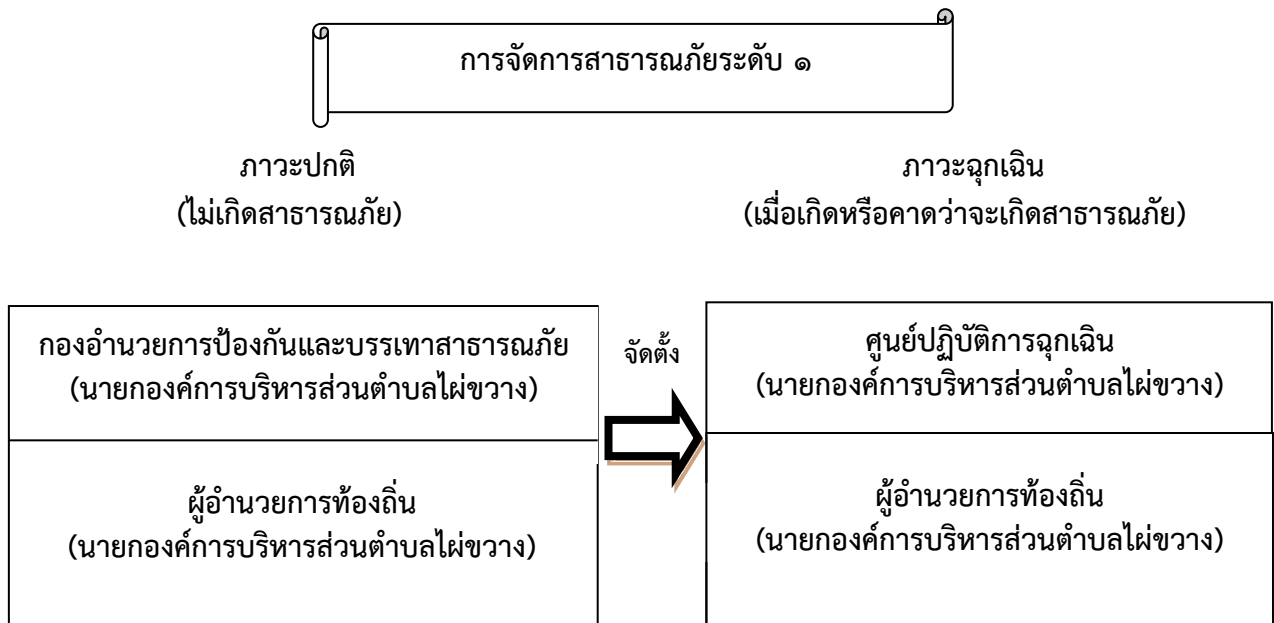 การจัดการสาธารณภัยระดับ ๑
ภาวะปกติ
(ไม่เกิดสาธารณภัย)
ภาวะฉุกเฉิน
(เมื่อเกิดหรือคาดว่าจะเกิดสาธารณภัย)
กองอำนวยการป้องกันและบรรเทาสาธารณภัย
(นายกองค์การบริหารส่วนตำบลไผ่ขวาง)
ผู้อำนวยการท้องถิ่น
(นายกองค์การบริหารส่วนตำบลไผ่ขวาง)
จัดตั้ง
ศูนย์ปฏิบัติการฉุกเฉิน
(นายกองค์การบริหารส่วนตำบลไผ่ขวาง)
ผู้อำนวยการท้องถิ่น
(นายกองค์การบริหารส่วนตำบลไผ่ขวาง)